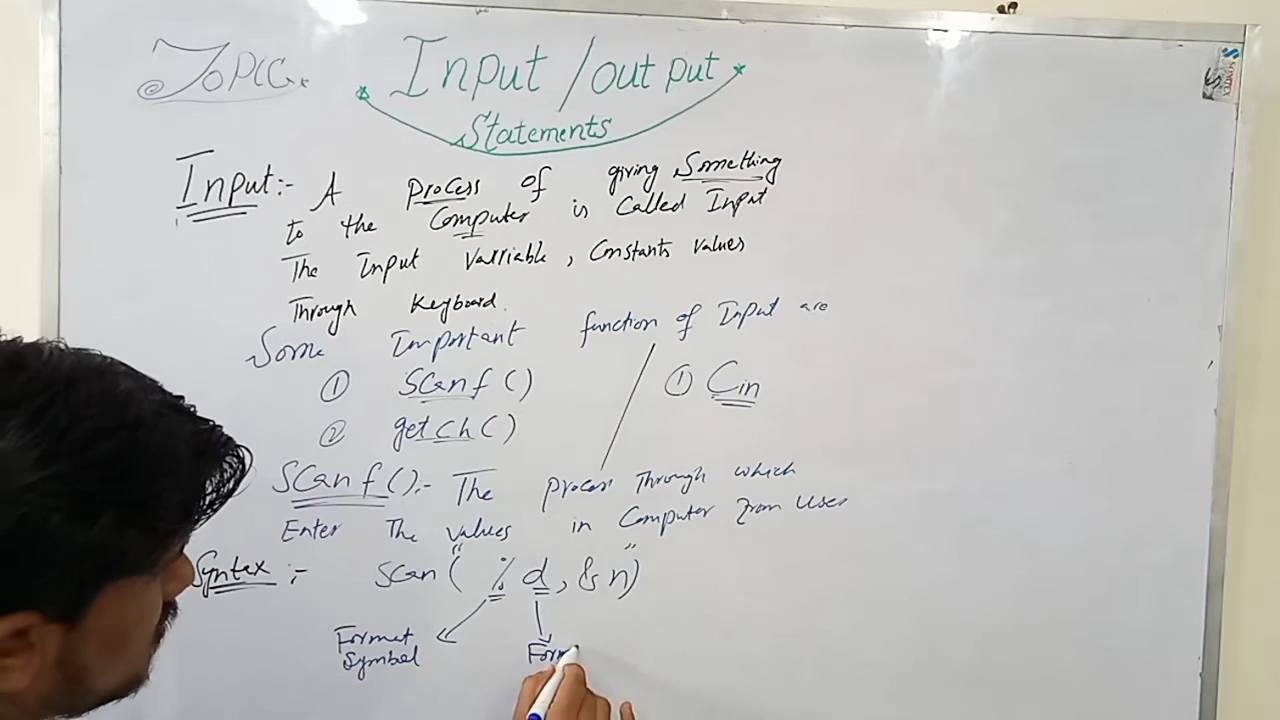 Topic.
Input/output
Statements
Input:- A process of giving Something
to the Computer is Called Input
The Input Varriable, Constants values
Through Keyboard.
Some Important function of Input are
① Scanf() ① Cin
② getch()
Scanf():- The process Through which
Enter The values in Computer from User
Syntex:- Scan("%d, & n")
Format
Symbol
Form